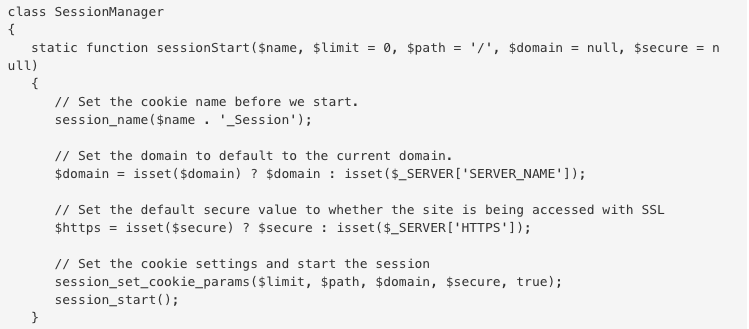 class SessionManager
{
   static function sessionStart($name, $limit = 0, $path = '/', $domain = null, $secure = n
ull)
   {
      // Set the cookie name before we start.
      session_name($name . '_Session');

      // Set the domain to default to the current domain.
      $domain = isset($domain) ? $domain : isset($_SERVER['SERVER_NAME']);

      // Set the default secure value to whether the site is being accessed with SSL
      $https = isset($secure) ? $secure : isset($_SERVER['HTTPS']);

      // Set the cookie settings and start the session
      session_set_cookie_params($limit, $path, $domain, $secure, true);
      session_start();
   }